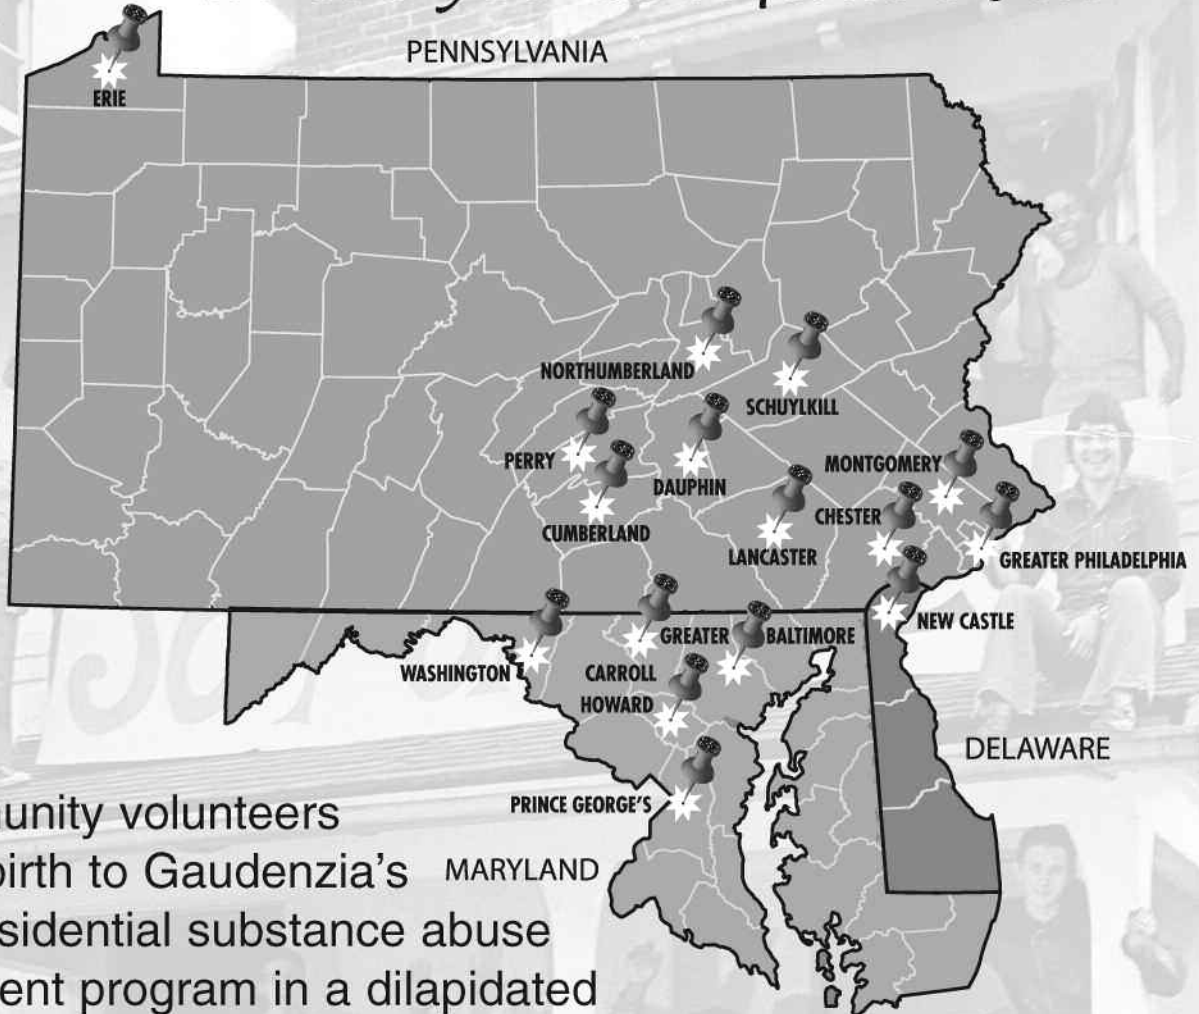 PENNSYLVANIA
ERIE
NORTHUMBERLAND
SCHUYLKILL
PERRY
DAUPHIN
MONTGOMERY
CUMBERLAND
CHESTER
LANCASTER
GREATER PHILADELPHIA
NEW CASTLE
GREATER BALTIMORE
WASHINGTON
CARROLL
HOWARD
DELAWARE
PRINCE GEORGE'S
MARYLAND
unity volunteers
birth to Gaudenzia's
sidential substance abuse
ent program in a dilapidated